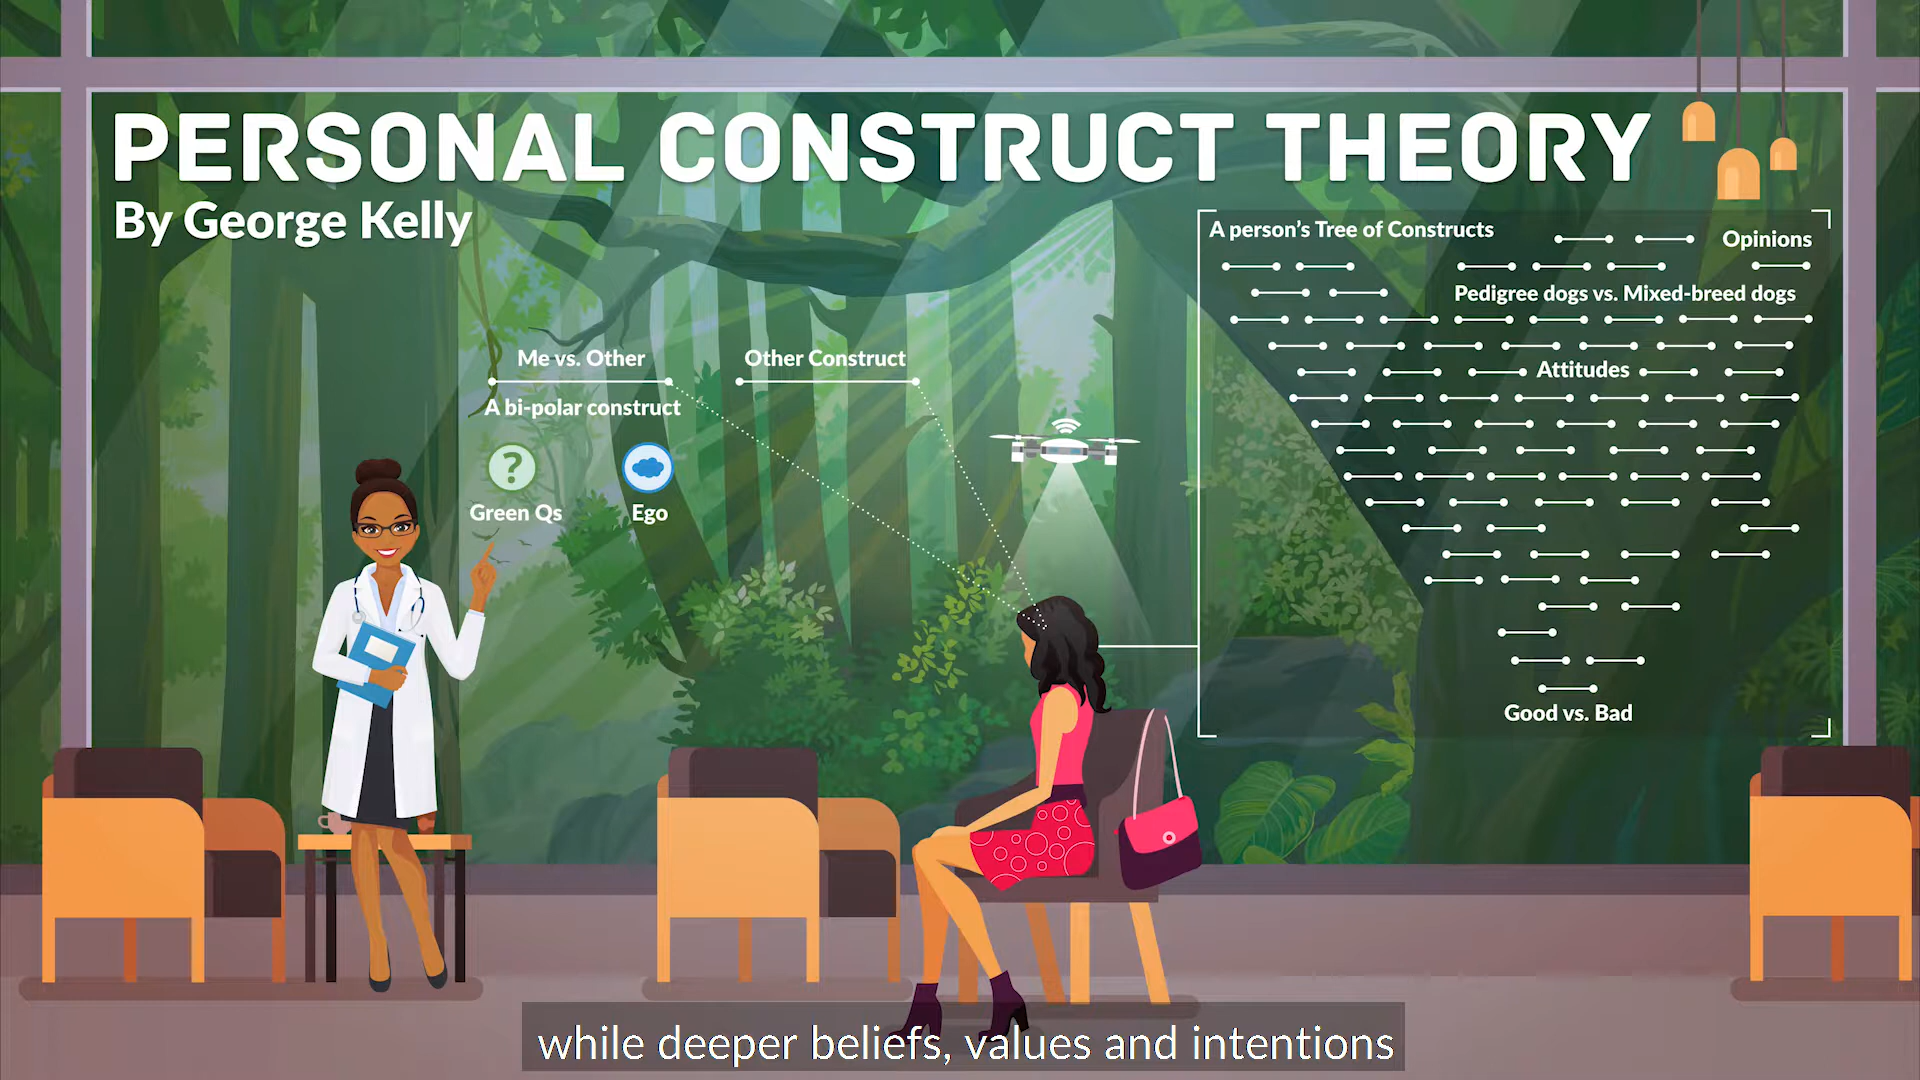 PERSONAL CONSTRUCT THEORY
By George Kelly
A person's Tree of Constructs
Opinions
Pedigree dogs vs. Mixed-breed dogs
Attitudes
Good vs. Bad
Me vs. Other
Other Construct
A bi-polar construct
?
Green Qs
Ego
while deeper beliefs, values and intentions